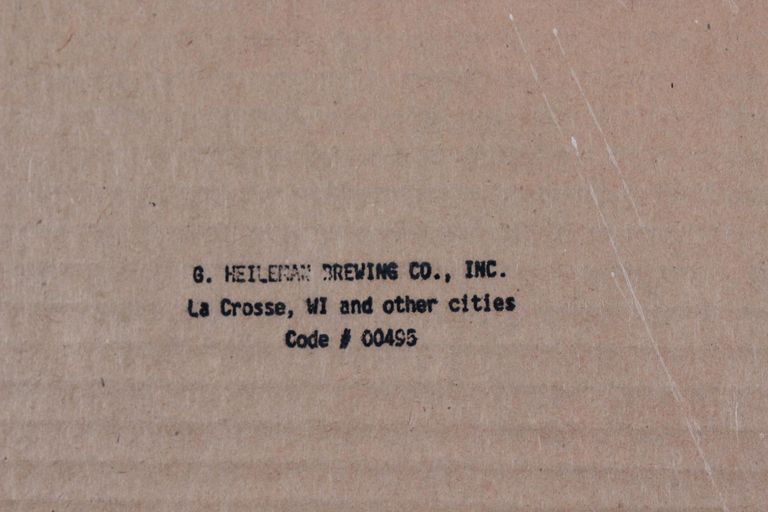 G. HEILEMAN BREWING CO., INC.
La Crosse, WI and other cities
Code # 00495